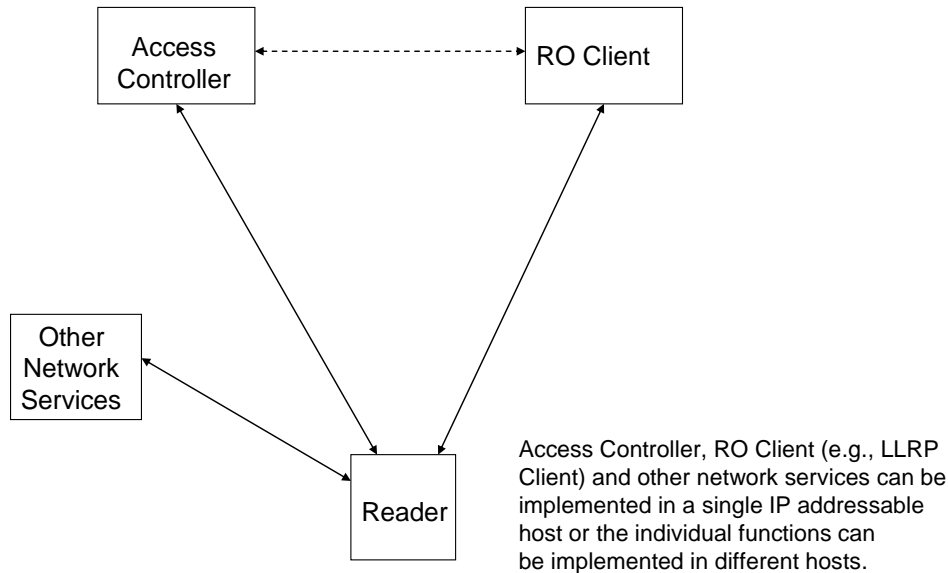 Access
Controller
RO Client
Other
Network
Services
Reader
Access Controller, RO Client (e.g., LLRP
Client) and other network services can be
implemented in a single IP addressable
host or the individual functions can
be implemented in different hosts.